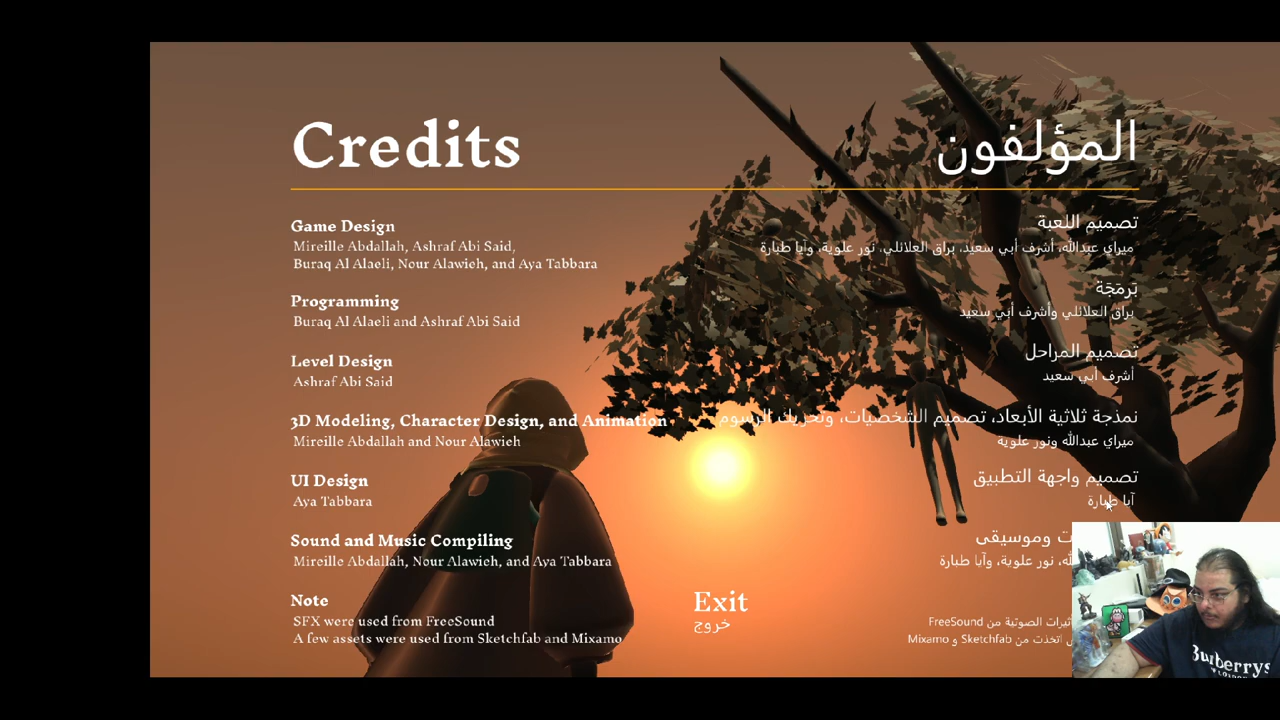 Credits
Game Design
Mireille Abdallah, Ashraf Abi Said,
Buraq Al Alaeli, Nour Alawieh, and Aya Tabbara
Programming
Buraq Al Alaeli and Ashraf Abi Said
Level Design
Ashraf Abi Said
3D Modeling, Character Design, and Animation
Mireille Abdallah and Nour Alawieh
UI Design
Aya Tabbara
Sound and Music Compiling
Mireille Abdallah, Nour Alawieh, and Aya Tabbara
Note
SFX were used from FreeSound
A few assets were used from Sketchfab and Mixamo
Exit
خروج
المؤلفون
تصميم اللعبة
ميراي عبدالله، أشرف أبي سعيد، براق العلائلي، نور علوية، وآيا طبارة
بَرمَجَة
براق العلائلي وأشرف أبي سعيد
تصميم المراحل
أشرف أبي سعيد
نمذجة ثلاثية الأبعاد، تصميم الشخصيات، وتحريك الرسوم
ميراي عبدالله ونور علوية
تصميم واجهة التطبيق
آيا طبارة
وموسيقى
نور علوية، وآيا طبارة
الصوتية من FreeSound
اتخذت من Sketchfab و Mixamo
Burberrys